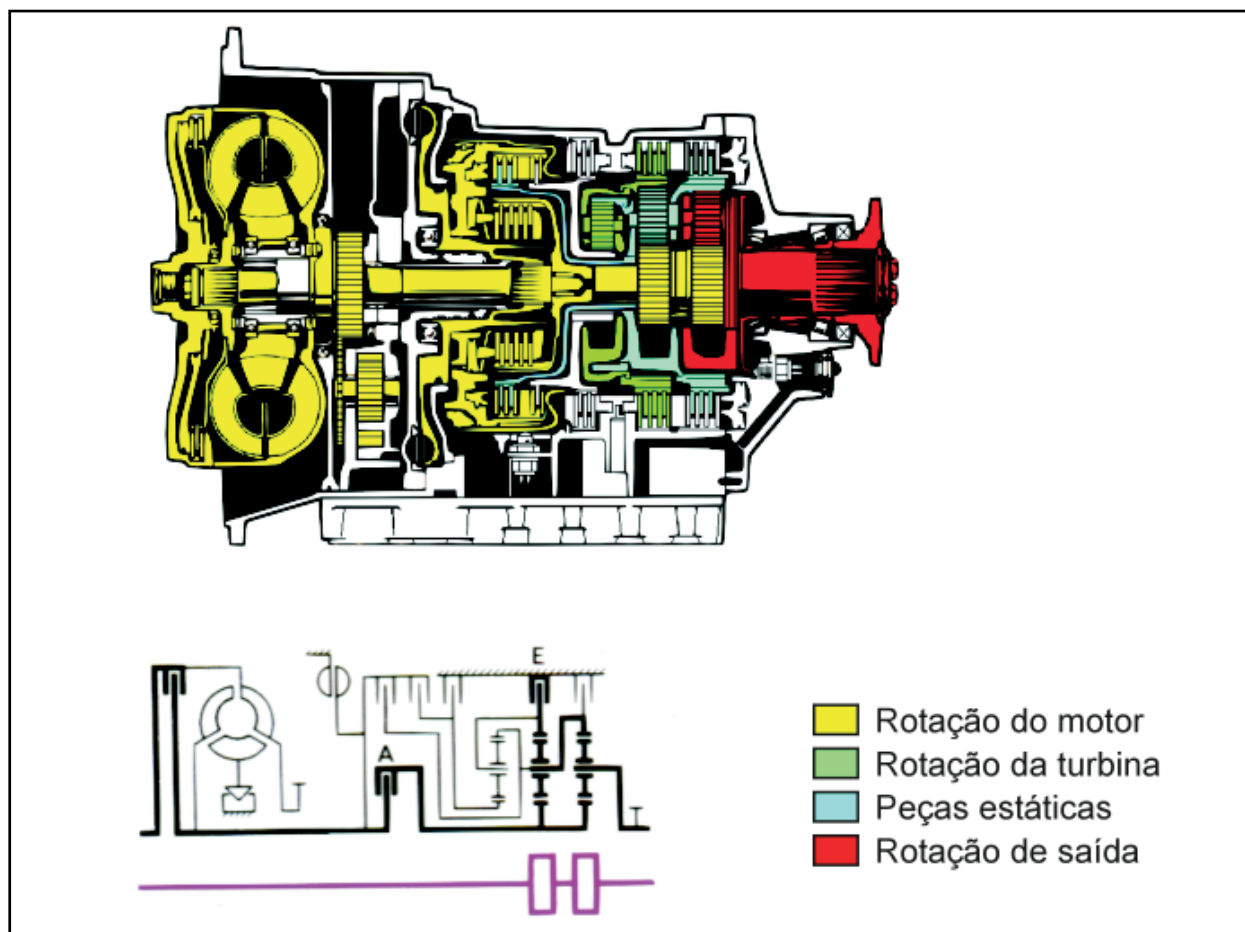 E
A
Rotação do motor
Rotação da turbina
Peças estáticas
Rotação de saída